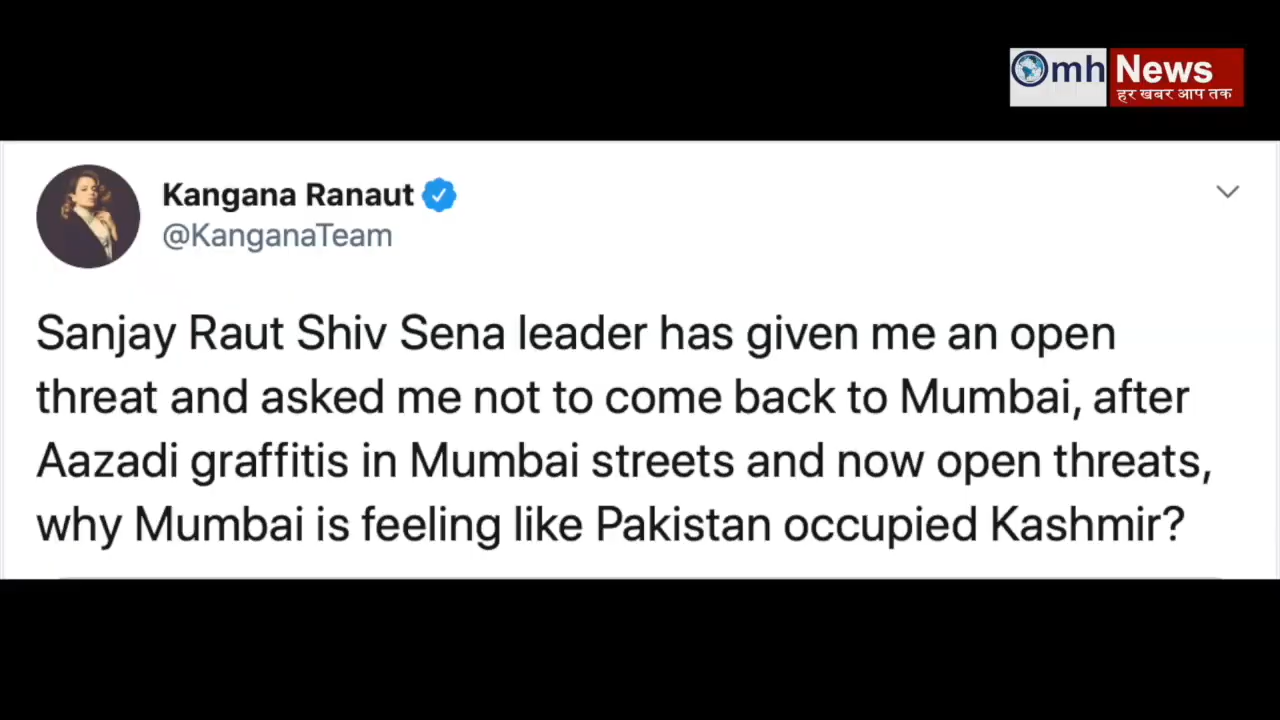 Omh News
हर खबर आप तक
Kangana Ranaut
@KanganaTeam
Sanjay Raut Shiv Sena leader has given me an open
threat and asked me not to come back to Mumbai, after
Aazadi graffitis in Mumbai streets and now open threats,
why Mumbai is feeling like Pakistan occupied Kashmir?